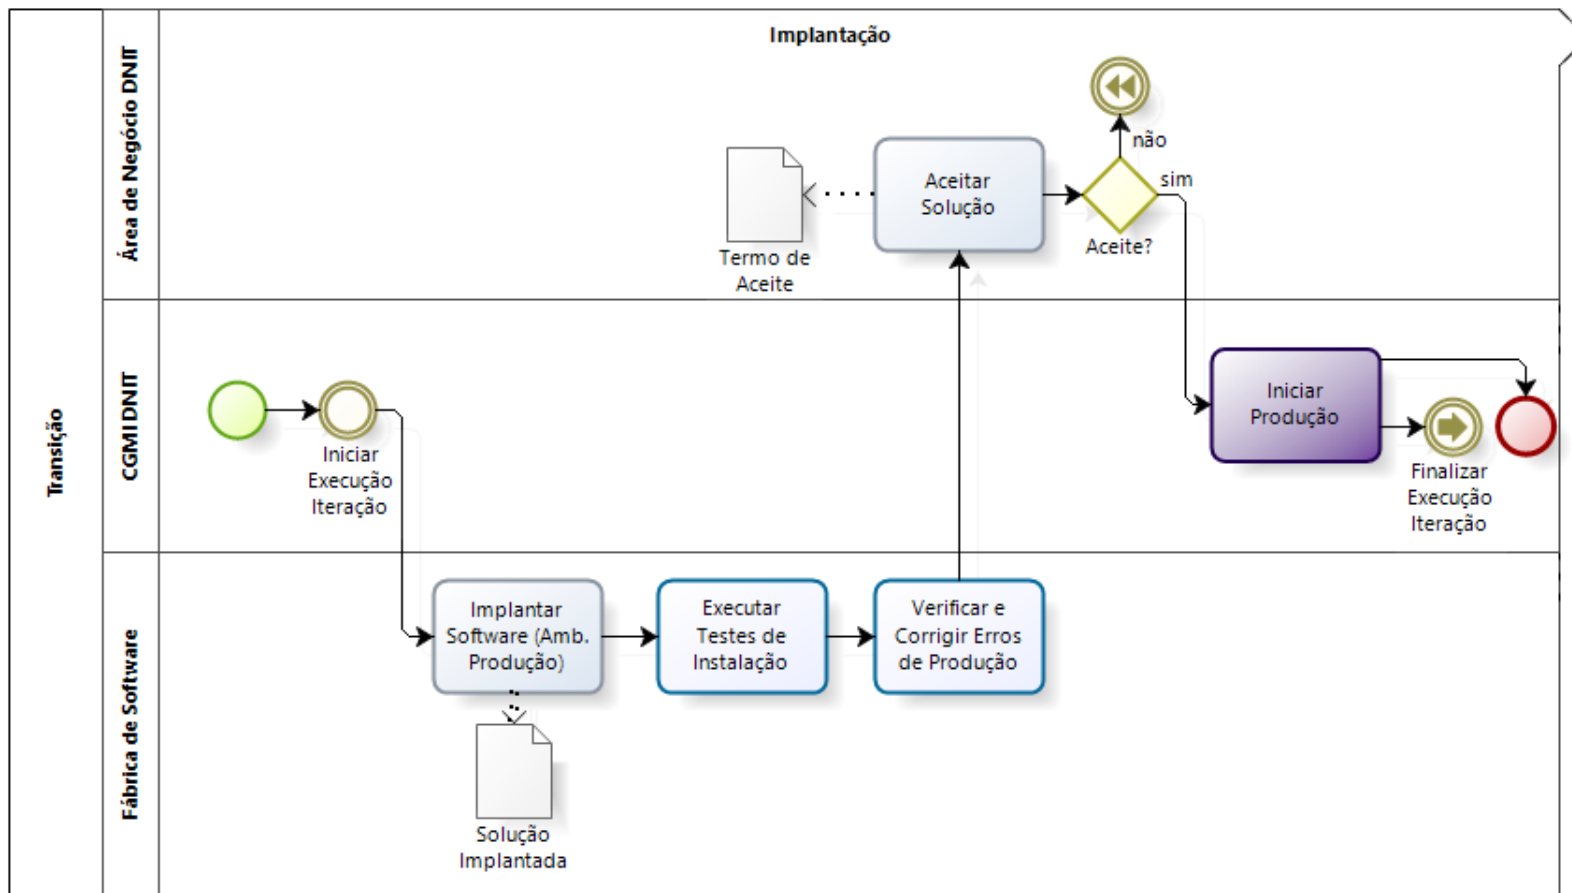 Implantação
Transição
Área de Negócio DNIT
não
sim
Aceitar
Solução
Aceite?
Termo de
Aceite
CGMI DNIT
Iniciar
Execução
Iteração
Iniciar
Produção
Finalizar
Execução
Iteração
Fábrica de Software
Implantar
Software (Amb.
Produção)
Executar
Testes de
Instalação
Verificar e
Corrigir Erros
de Produção
Solução
Implantada